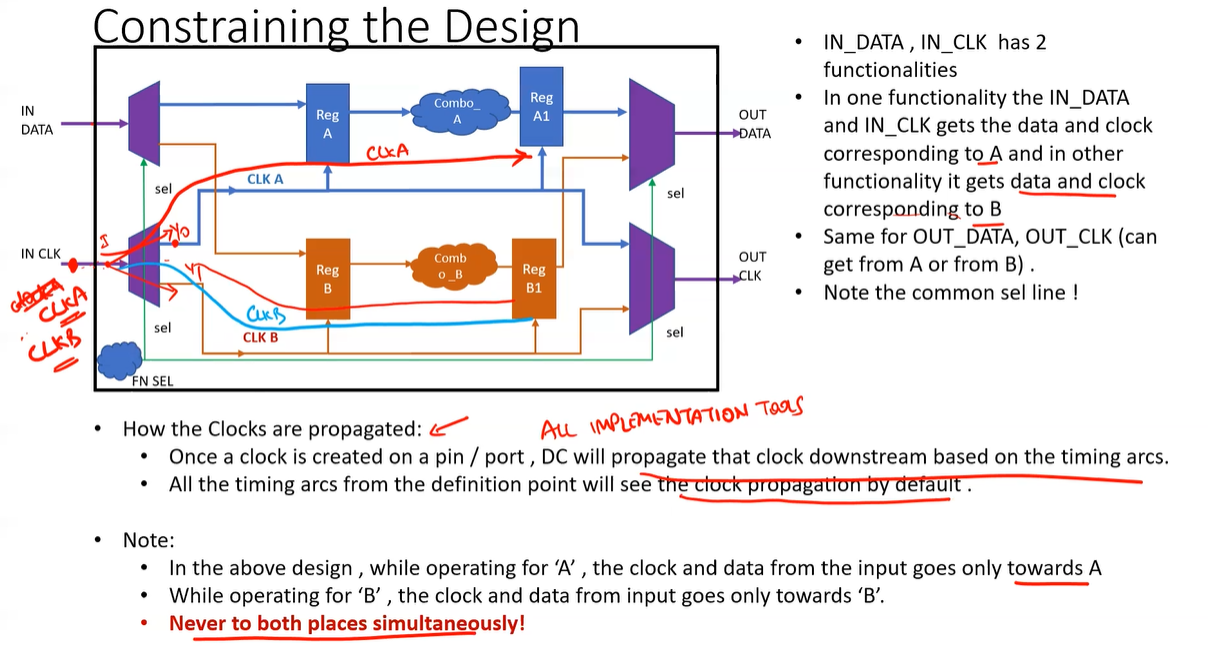 Constraining the Design
IN
DATA
Reg
A
Combo_
A
Reg
A1
OUT
DATA
CLKA
sel
CLK A
sel
I
Y0
IN CLK
Reg
B
Comb
o_B
Reg
B1
OUT
CLK
Y1
CLKA
CLKB
sel
CLKB
CLK B
sel
FN SEL
• IN_DATA , IN_CLK has 2
functionalities
• In one functionality the IN_DATA
and IN_CLK gets the data and clock
corresponding to A and in other
functionality it gets data and clock
corresponding to B
• Same for OUT_DATA, OUT_CLK (can
get from A or from B) .
• Note the common sel line !
• How the Clocks are propagated:
ALL IMPLEMENTATION TOOLS
• Once a clock is created on a pin / port , DC will propagate that clock downstream based on the timing arcs.
• All the timing arcs from the definition point will see the clock propagation by default .
• Note:
• In the above design , while operating for ‘A’ , the clock and data from the input goes only towards A
• While operating for ‘B’ , the clock and data from input goes only towards ‘B’.
• Never to both places simultaneously!